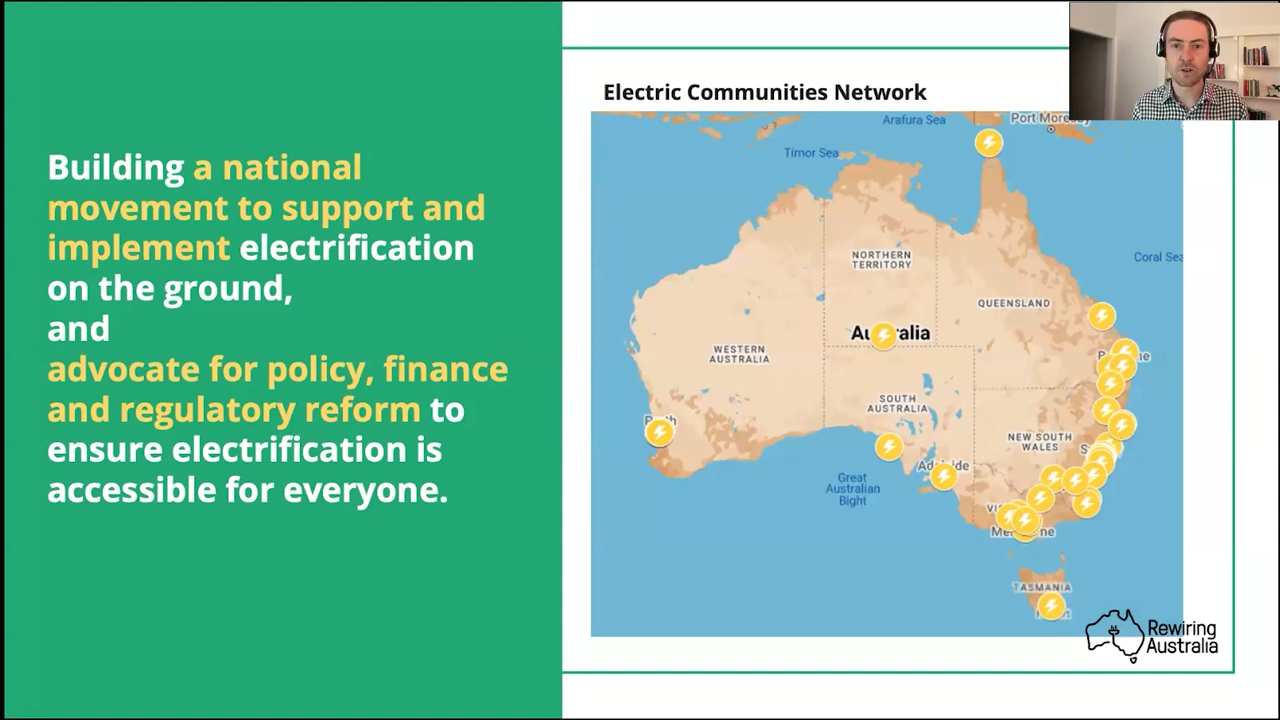 Building a national
movement to support and
implement electrification
on the ground,
and
advocate for policy, finance
and regulatory reform to
ensure electrification is
accessible for everyone.
Electric Communities Network
Arafura Sea
Port
Timor Sea
Coral Sea
NORTHERN
TERRITORY
QUEENSLAND
Australia
WESTERN
AUSTRALIA
SOUTH
AUSTRALIA
NEW SOUTH
WALES
Great
Australian
Bight
TASMANIA
Rewiring
Australia